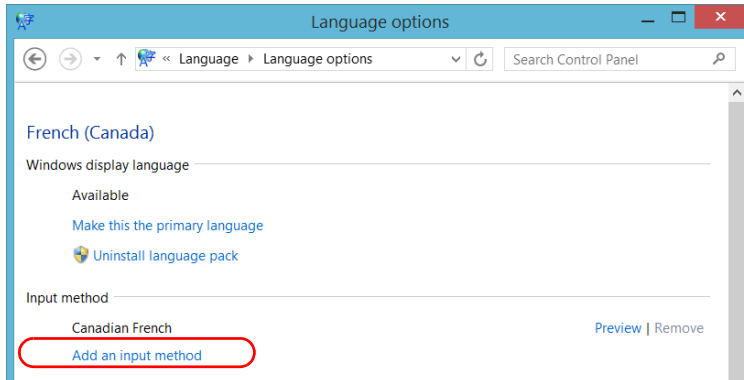 Language options
« Language Language options
Search Control Panel
French (Canada)
Windows display language
Available
Make this the primary language
Uninstall language pack
Input method
Canadian French Preview | Remove
Add an input method